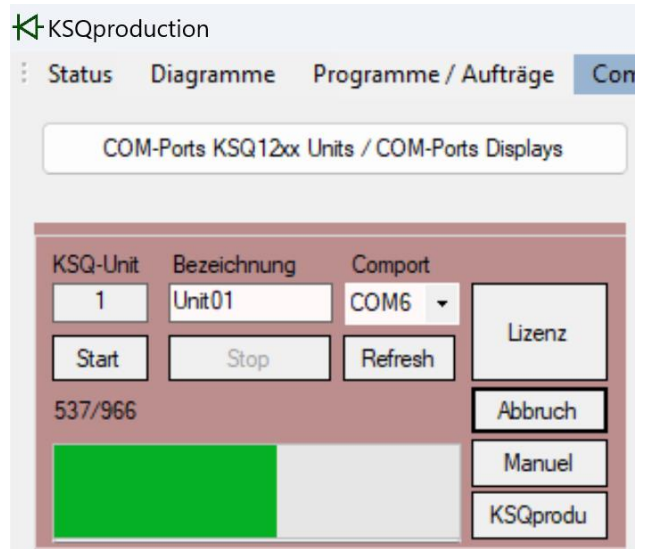 KSQproduction
Status Diagramme Programme / Aufträge Com
COM-Ports KSQ12xx Units / COM-Ports Displays
KSQ-Unit Bezeichnung Comport
1 Unit01 COM6
Lizenz
Start Stop Refresh
537/966 Abbruch
Manuel
KSQprodu